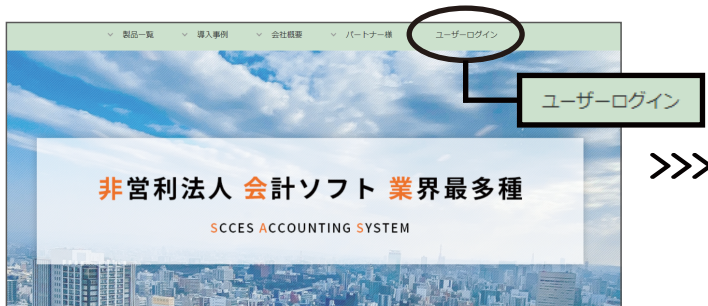 製品一覧 導入事例 会社概要 パートナー様 ユーザーログイン
ユーザーログイン
非営利法人 会計ソフト 業界最多種
SCCES ACCOUNTING SYSTEM